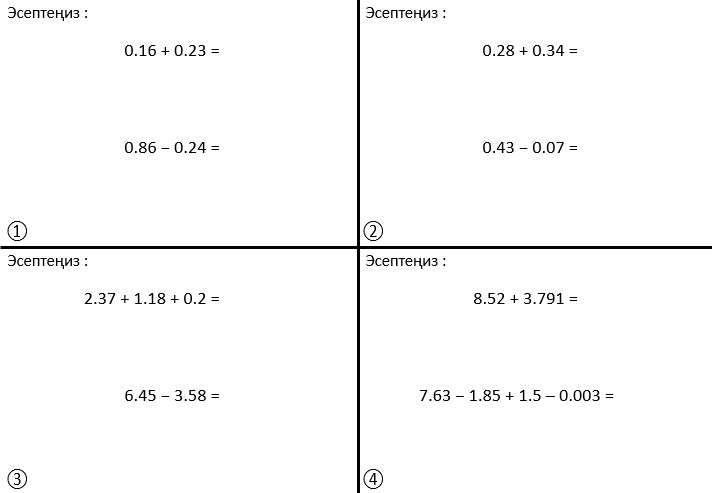 Эсептеңиз :
0.16 + 0.23 =
0.86 – 0.24 =
①
Эсептеңиз :
0.28 + 0.34 =
0.43 – 0.07 =
②
Эсептеңиз :
2.37 + 1.18 + 0.2 =
6.45 – 3.58 =
③
Эсептеңиз :
8.52 + 3.791 =
7.63 – 1.85 + 1.5 – 0.003 =
④